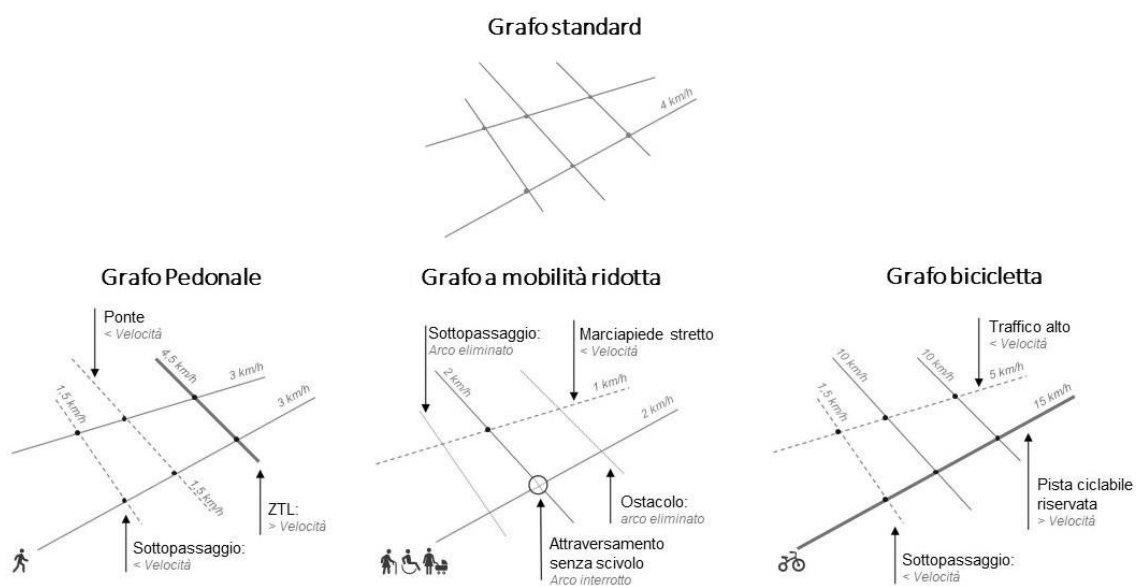 Grafo standard
4 km/h
Grafo Pedonale
Ponte
< Velocità
4,5 km/h
3 km/h
3 km/h
1,5 km/h
1,5 km/h
ZTL:
> Velocità
Sottopassaggio:
< Velocità
Grafo a mobilità ridotta
Sottopassaggio:
Arco eliminato
Marciapiede stretto
< Velocità
2 km/h
1 km/h
2 km/h
Ostacolo:
arco eliminato
Attraversamento
senza scivolo
Arco interrotto
Grafo bicicletta
Traffico alto
< Velocità
10 km/h
10 km/h
5 km/h
1,5 km/h
15 km/h
Pista ciclabile
riservata
> Velocità
Sottopassaggio:
< Velocità